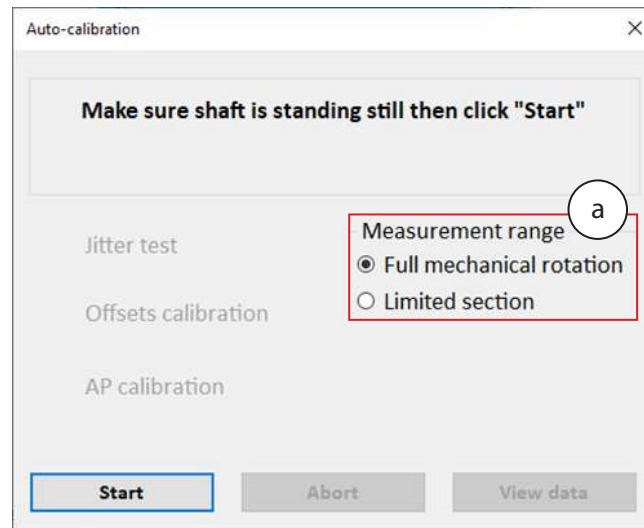 Auto-calibration
Make sure shaft is standing still then click "Start"
a
Measurement range
Jitter test
Full mechanical rotation
Limited section
Offsets calibration
AP calibration
Start Abort View data